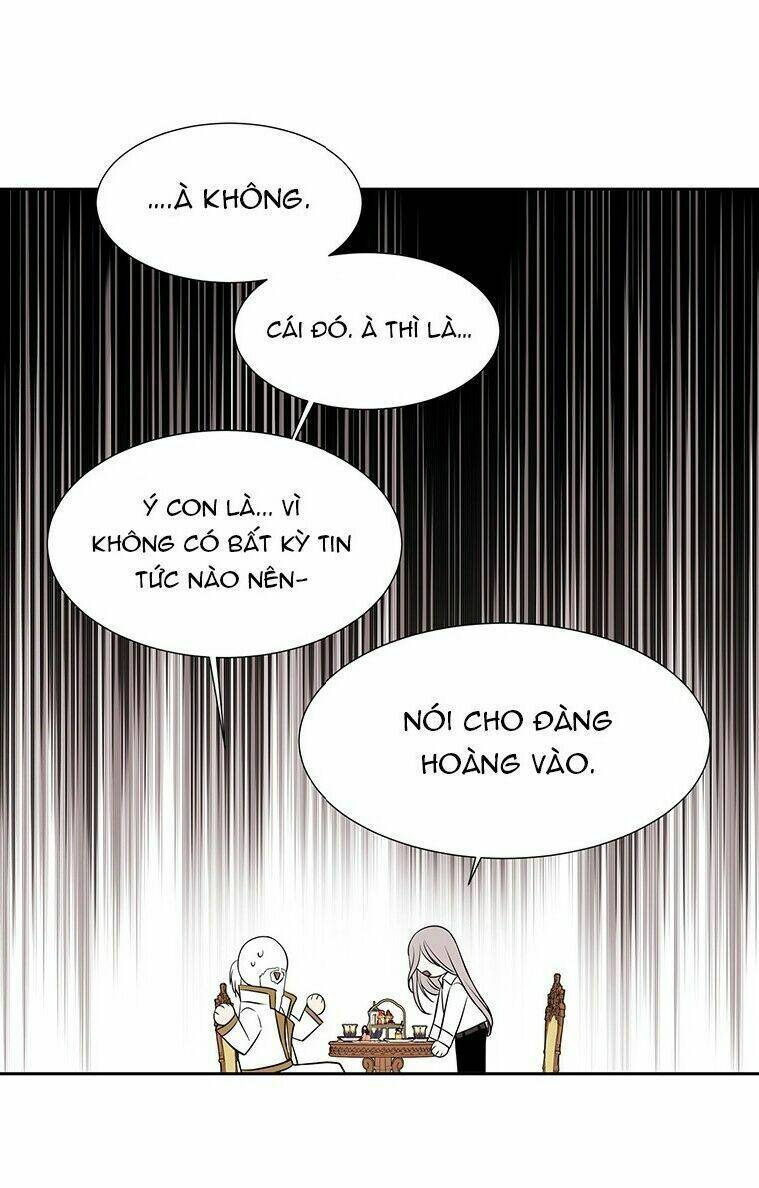 ....À KHÔNG.
CÁI ĐÓ. À THÌ LÀ...
Ý CON LÀ... VÌ
KHÔNG CÓ BẤT KỲ TIN
TỨC NÀO NÊN-
NÓI CHO ĐÀNG
HOÀNG VÀO.